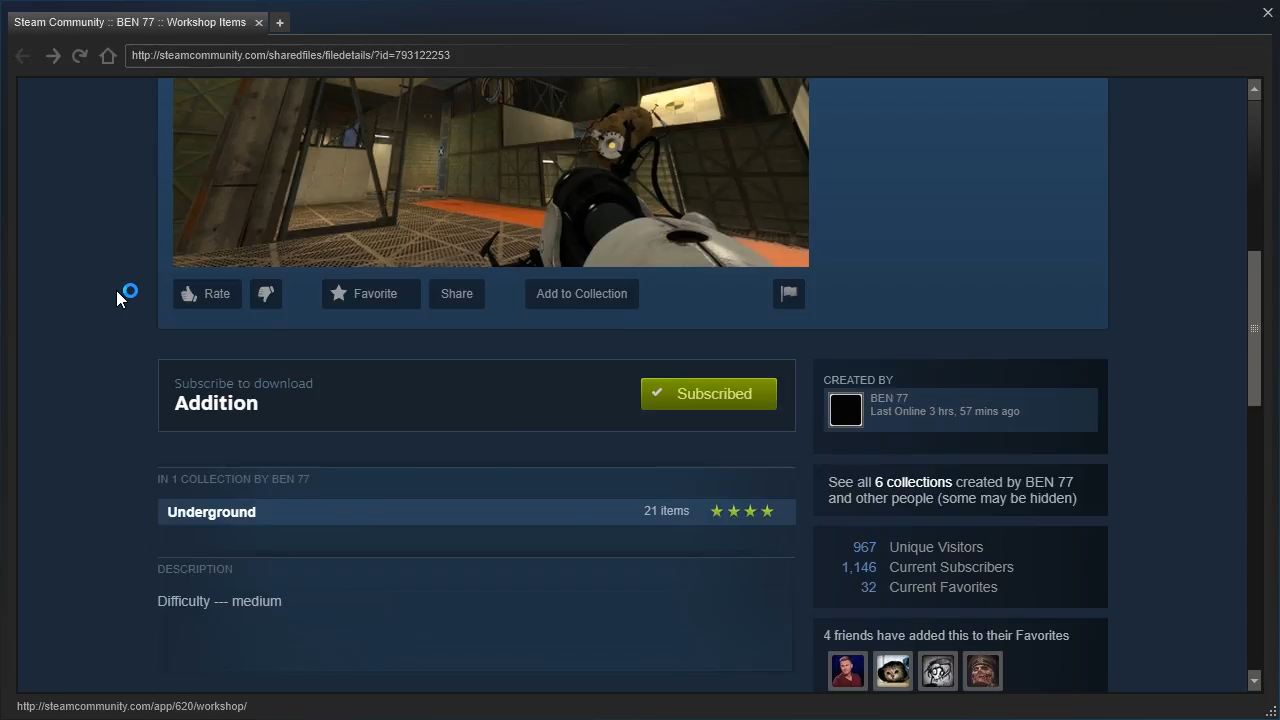 Steam Community :: BEN 77 :: Workshop Items
http://steamcommunity.com/sharedfiles/filedetails/?id=793122253
Rate
Favorite
Share
Add to Collection
Subscribe to download
Addition
Subscribed
IN 1 COLLECTION BY BEN 77
Underground
21 items
DESCRIPTION
Difficulty --- medium
CREATED BY
BEN 77
Last Online 3 hrs, 57 mins ago
See all 6 collections created by BEN 77
and other people (some may be hidden)
967 Unique Visitors
1,146 Current Subscribers
32 Current Favorites
4 friends have added this to their Favorites
http://steamcommunity.com/app/620/workshop/